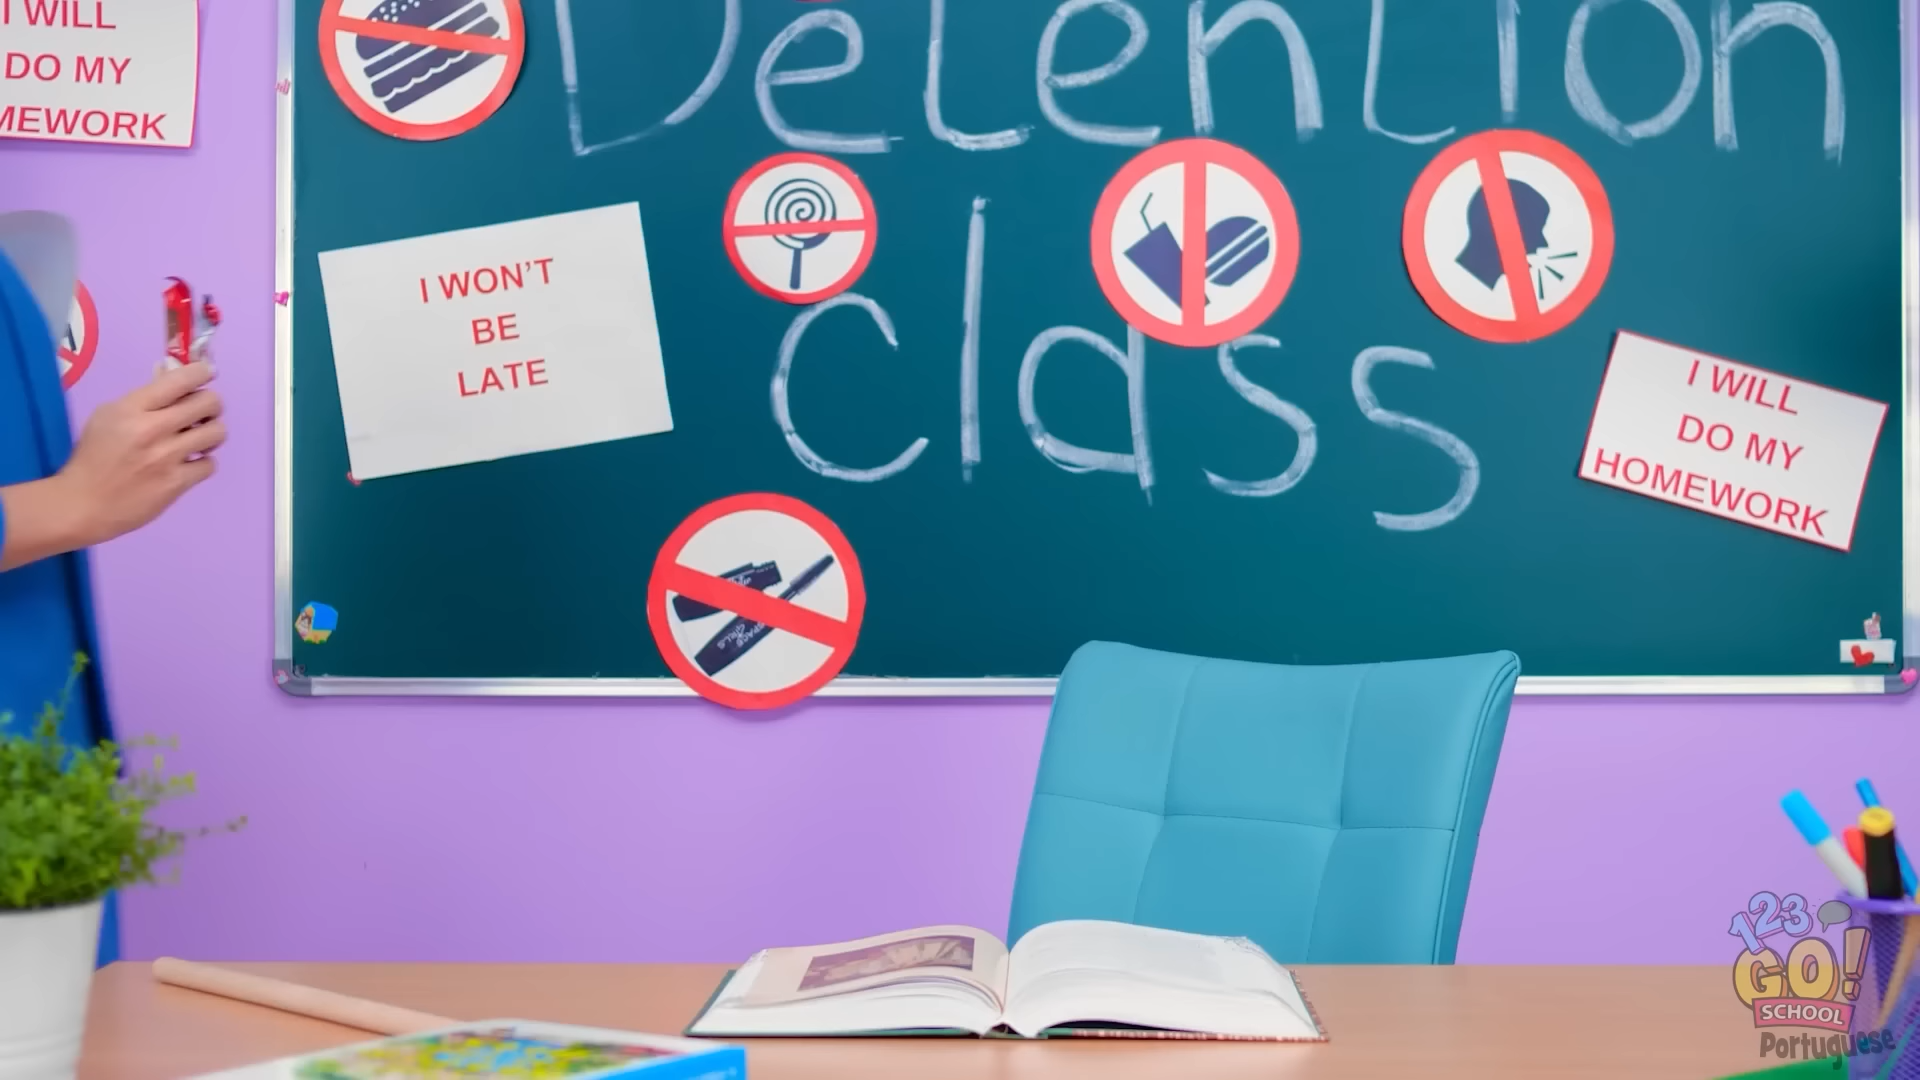 I WILL
DO MY
MEWORK
Detention
Class
I WON'T
BE
LATE
I WILL
DO MY
HOMEWORK
123
GO!
SCHOOL
Portuguese